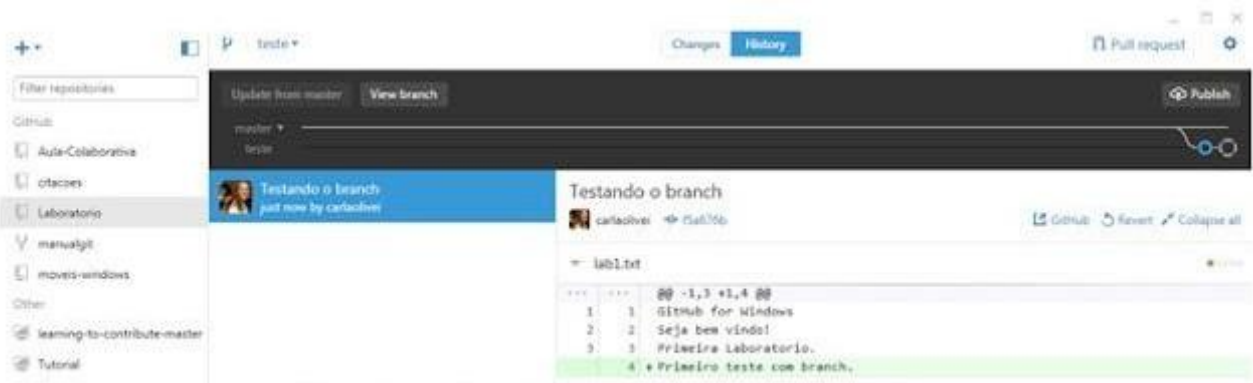 teste
Changes History
Pull request
Filter repositories
Update from master View branch
Publish
GitHub
master
teste
Aula-Colaborativa
citacoes
Laboratorio
manualgit
moveis-windows
Other
learning-to-contribute-master
Tutorial
Testando o branch
just now by carlaolivei
Testando o branch
carlaolivei
GitHub Revert Collapse all
lab1.txt
... ... @@ -1,3 +1,4 @@
1 1 GitHub for Windows
2 2 Seja bem vindo!
3 3 Primeira Laboratorio.
4 + Primeiro teste com branch.